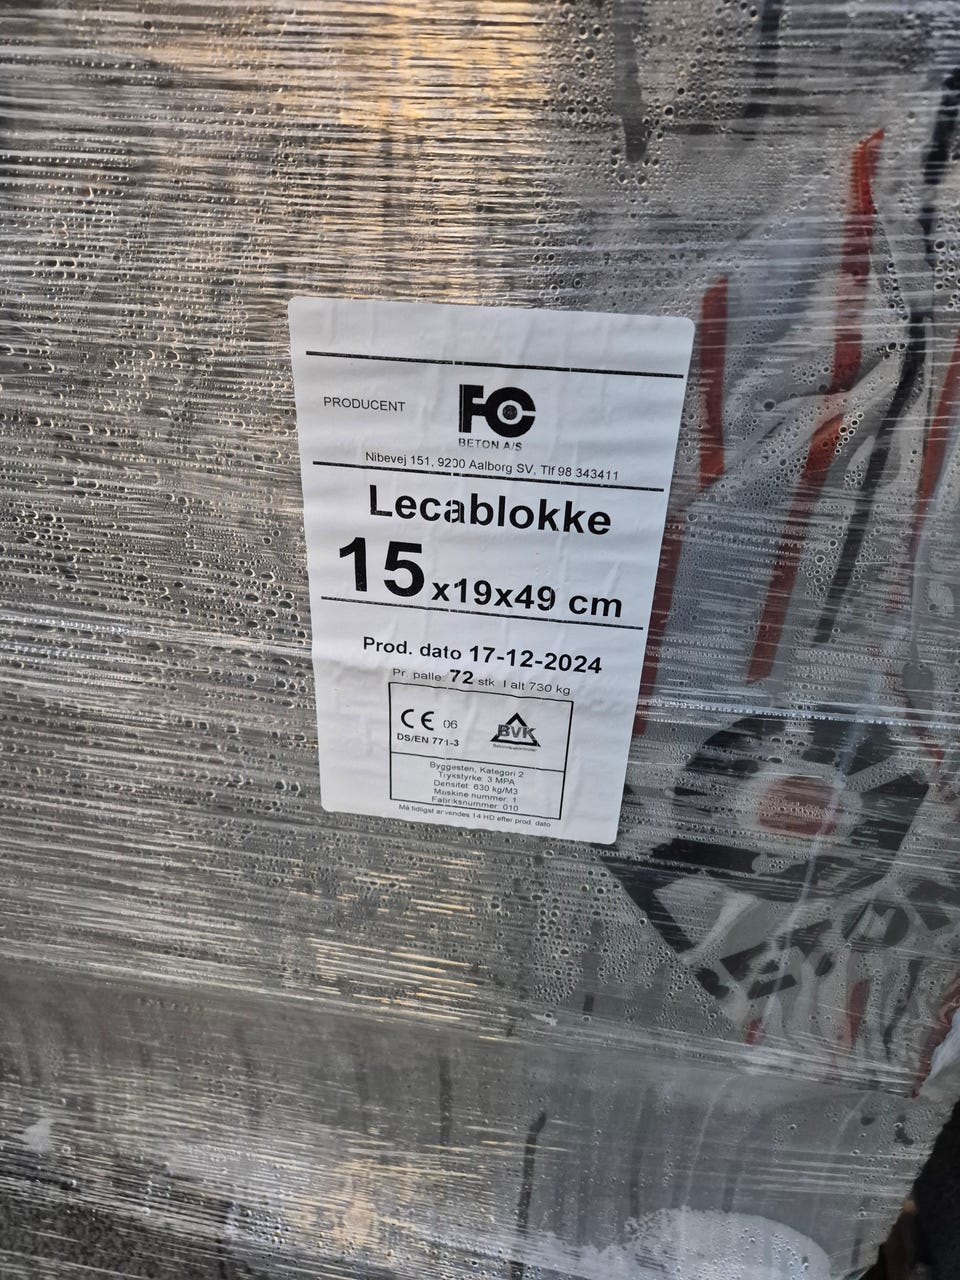 PRODUCENT
FC
BETON A/S
Nibevej 151, 9200 Aalborg SV, Tlf 98 343411
Lecablokke
15x19x49 cm
Prod. dato 17-12-2024
Pr. palle: 72 stk I alt 730 kg
CE 06
DS/EN 771-3
BVK
Byggesten, Kategori 2
Trykstyrke: 3 MPA
Densitet: 630 kg/M3
Maskine nummer: 1
Fabriksnummer: 010
Må tidligst anvendes 14 HD efter prod. dato